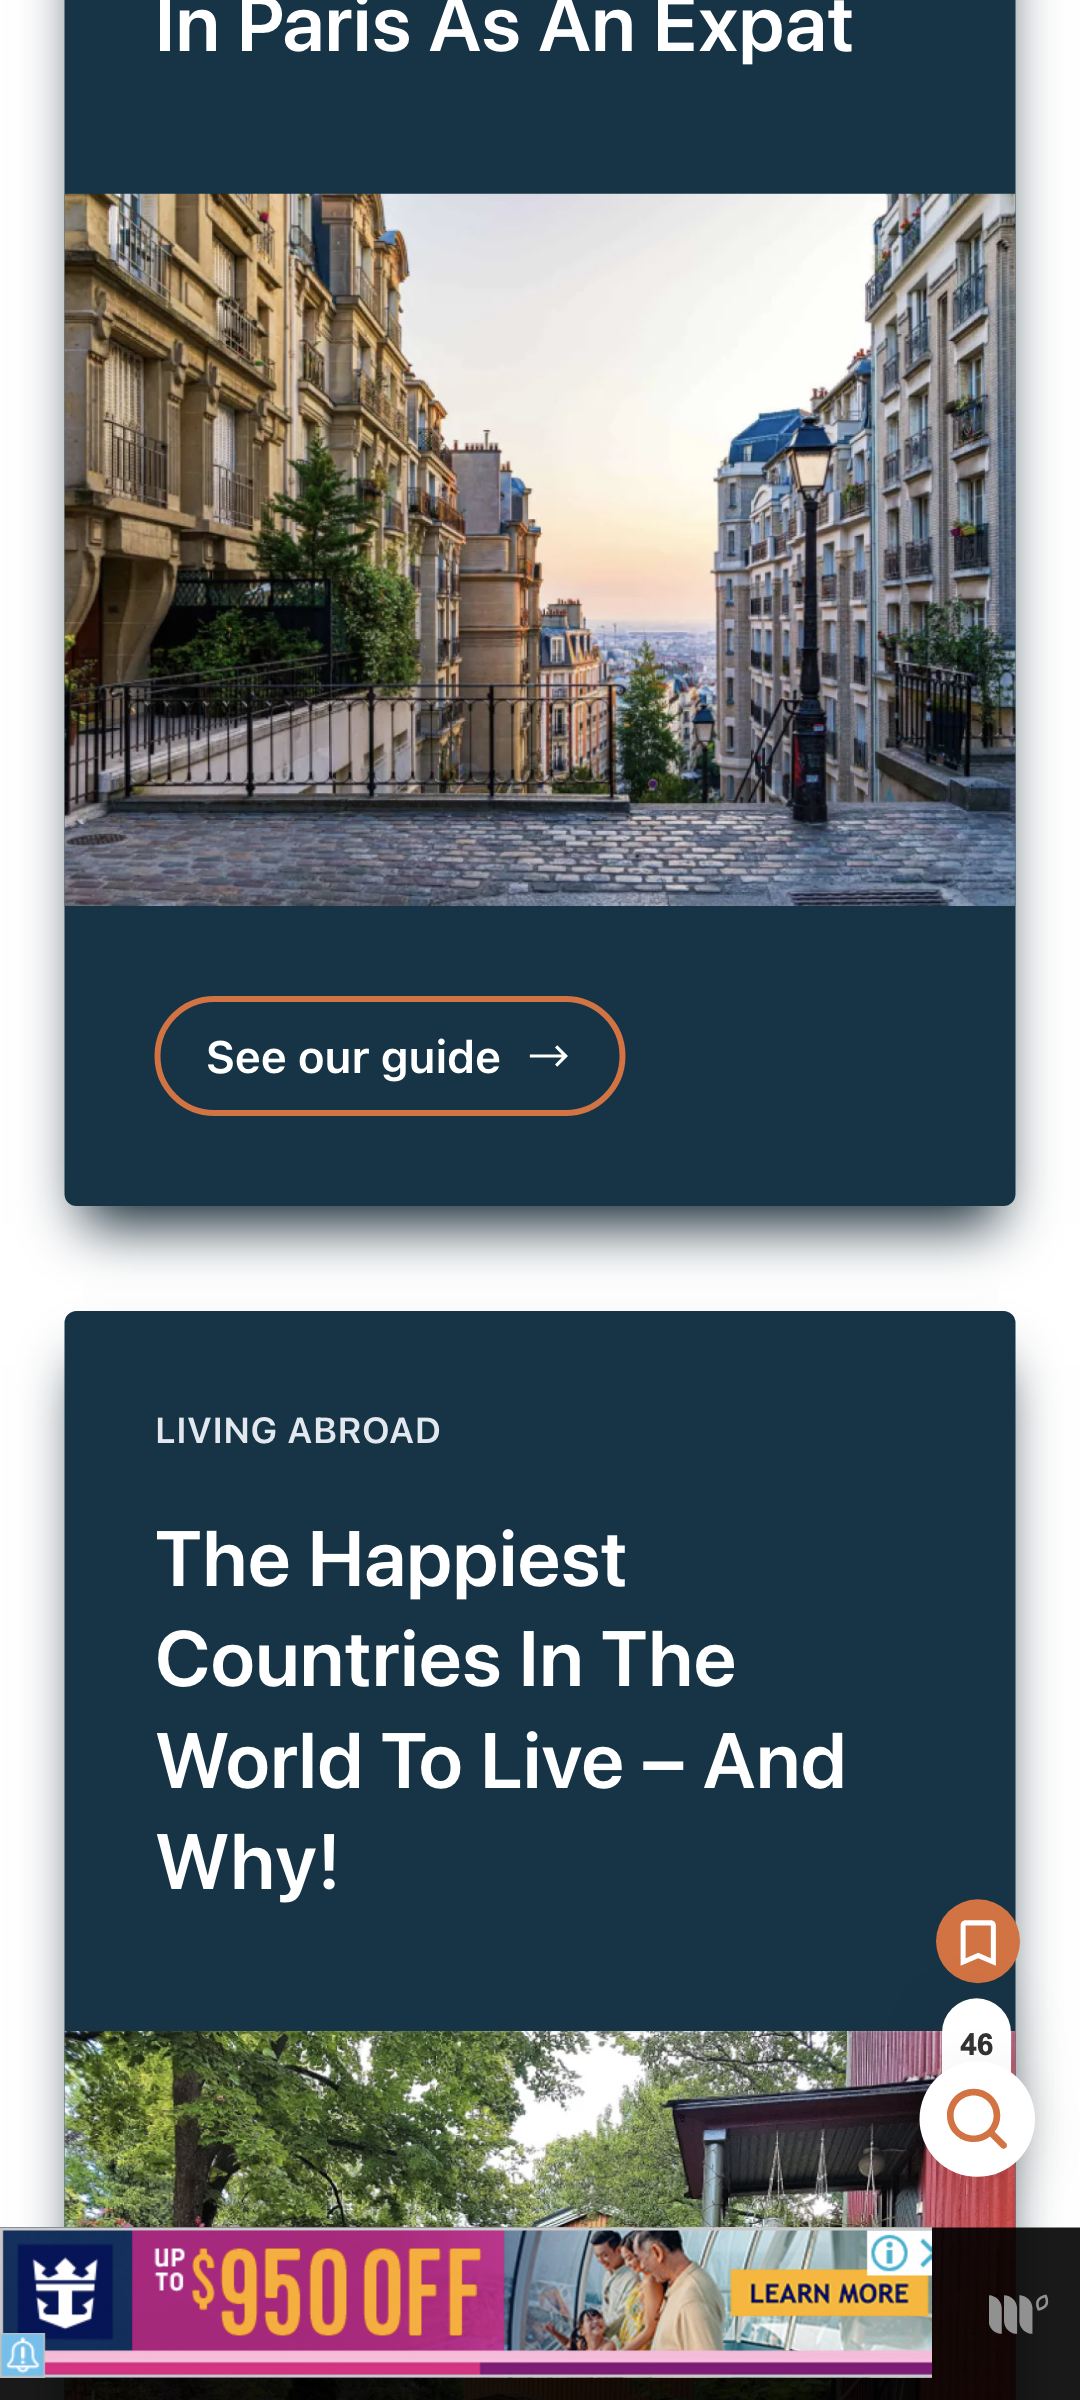 In Paris As An Expat
See our guide →
LIVING ABROAD
The Happiest
Countries In The
World To Live – And
Why!
46
UP
TO
$950 OFF
LEARN MORE